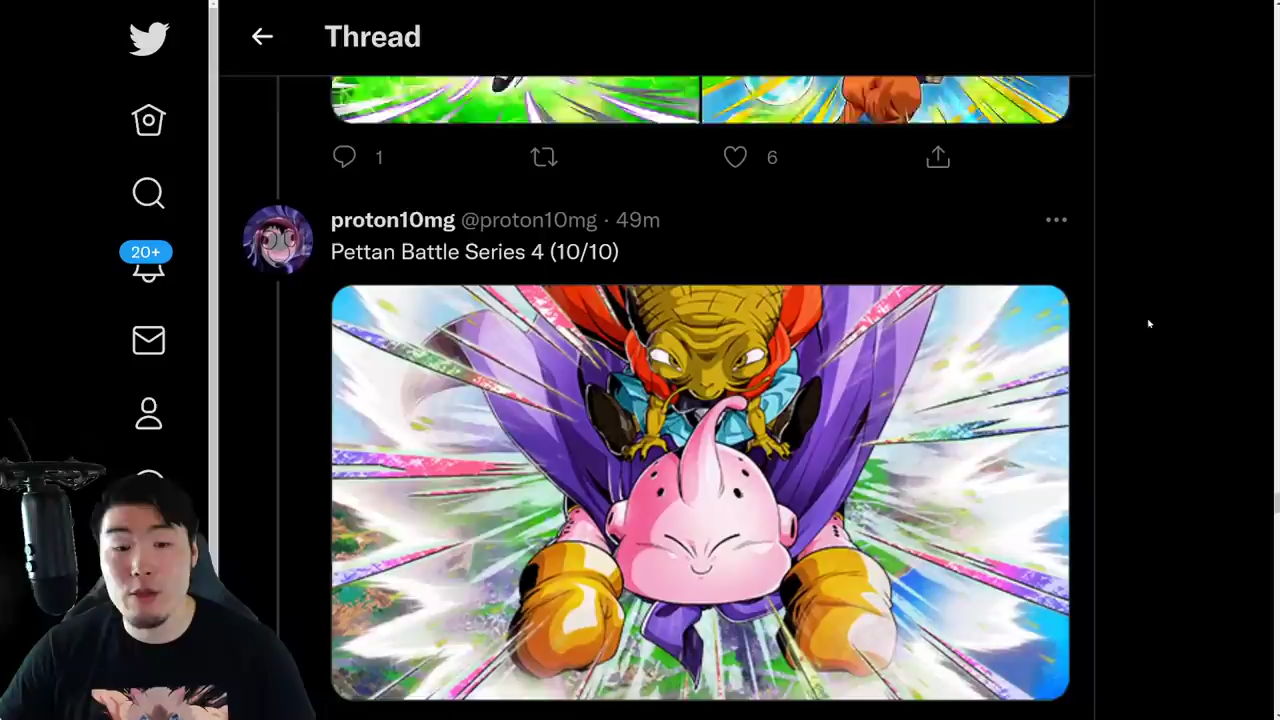 Thread
1
6
proton10mg @proton10mg · 49m
20+
Pettan Battle Series 4 (10/10)